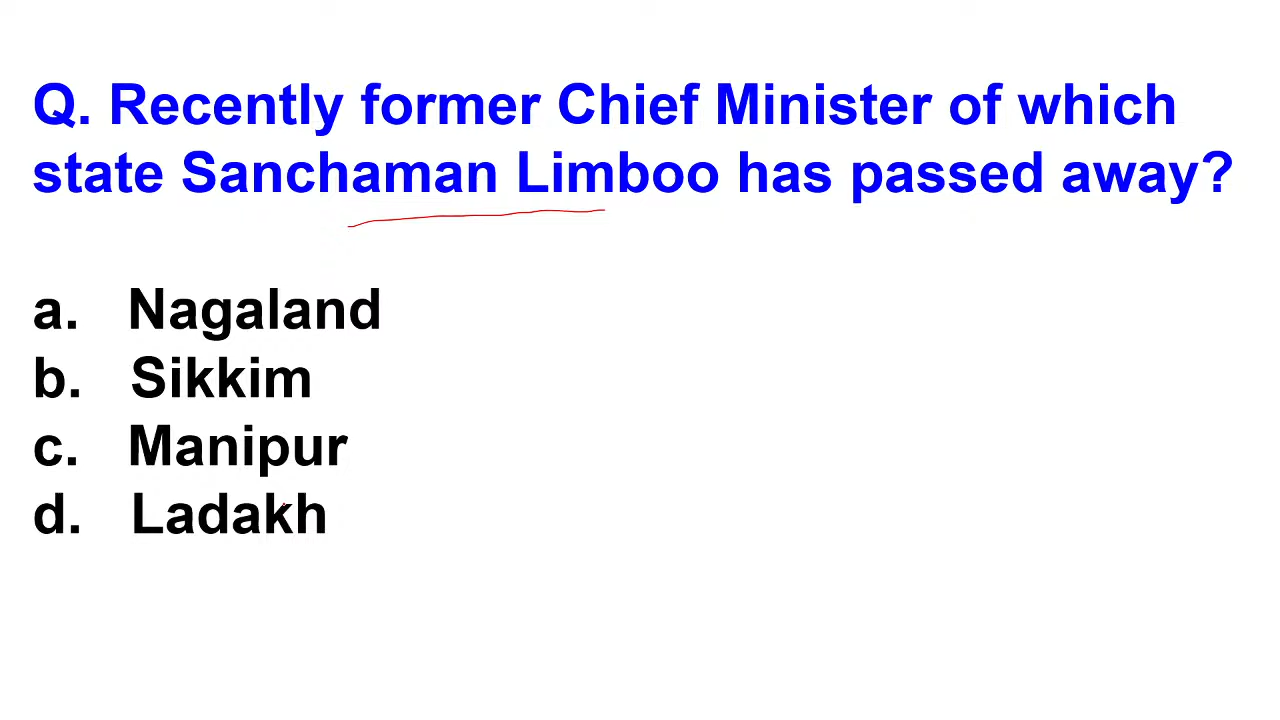 Q. Recently former Chief Minister of which
state Sanchaman Limboo has passed away?
a. Nagaland
b. Sikkim
c. Manipur
d. Ladakh